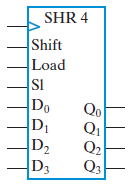 SHR 4
Shift
Load
SI
D0 Q0
D1 Q1
D2 Q2
D3 Q3